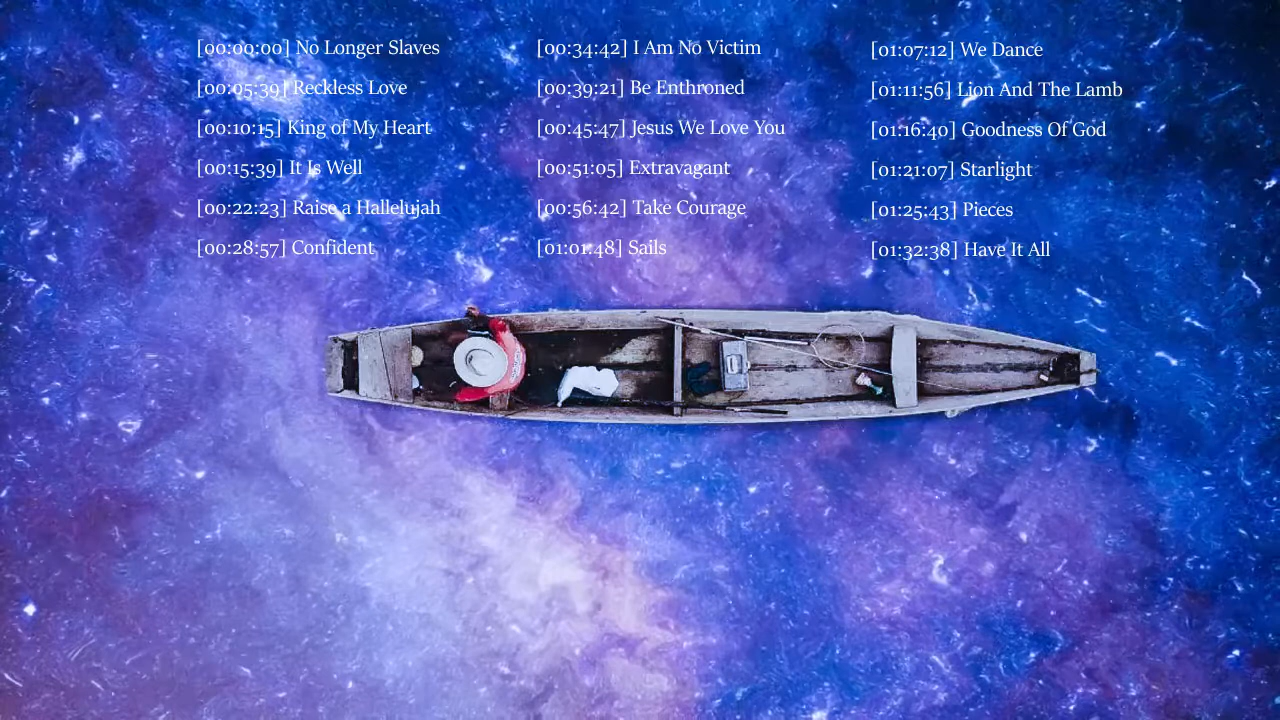 [00:00:00] No Longer Slaves
[00:05:39] Reckless Love
[00:10:15] King of My Heart
[00:15:39] It Is Well
[00:22:23] Raise a Hallelujah
[00:28:57] Confident
[00:34:42] I Am No Victim
[00:39:21] Be Enthroned
[00:45:47] Jesus We Love You
[00:51:05] Extravagant
[00:56:42] Take Courage
[01:01:48] Sails
[01:07:12] We Dance
[01:11:56] Lion And The Lamb
[01:16:40] Goodness Of God
[01:21:07] Starlight
[01:25:43] Pieces
[01:32:38] Have It All